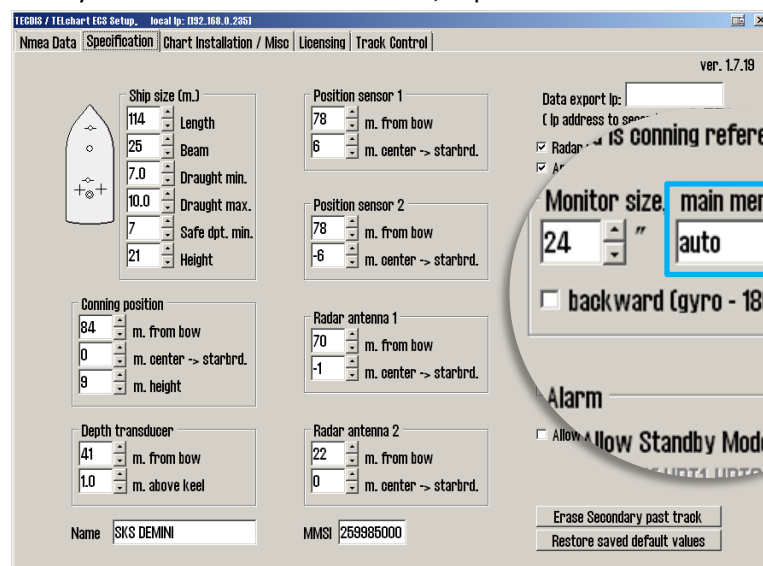 TECDIS / TELchart ECS Setup, local Ip: [192.168.0.235]
Nmea Data Specification Chart Installation / Misc Licensing Track Control
ver. 1.7.19
Ship size (m.)
114 Length
25 Beam
7.0 Draught min.
10.0 Draught max.
7 Safe dpt. min.
21 Height
Conning position
84 m. from bow
0 m. center -> starbrd.
9 m. height
Depth transducer
41 m. from bow
1.0 m. above keel
Name SKS DEMINI
Position sensor 1
78 m. from bow
6 m. center -> starbrd.
Position sensor 2
78 m. from bow
-6 m. center -> starbrd.
Radar antenna 1
70 m. from bow
-1 m. center -> starbrd.
Radar antenna 2
22 m. from bow
0 m. center -> starbrd.
MMSI 259985000
Data export Ip:
( Ip address to
Radar
is conning refere
Monitor size, main men
24 " auto
backward (gyro - 18
Alarm
Allow
Allow Standby Mode
Erase Secondary past track
Restore saved default values